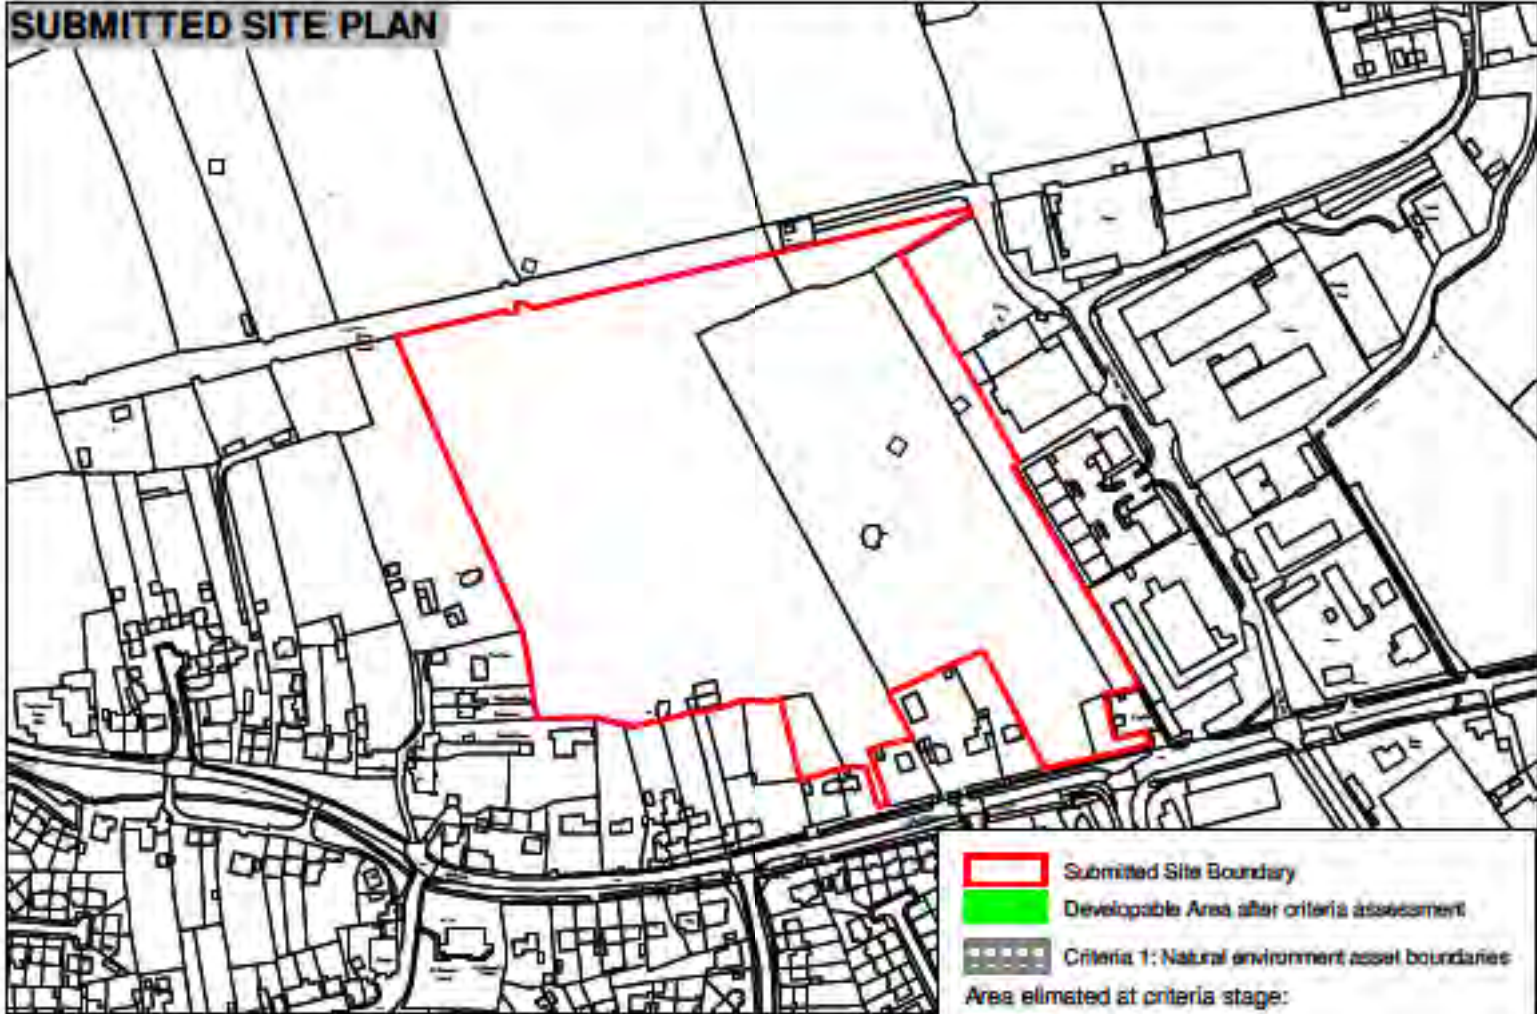 SUBMITTED SITE PLAN
Submitted Site Boundary
Developable Area after criteria assessment
Criteria 1: Natural environment asset boundaries
Area elimated at criteria stage: